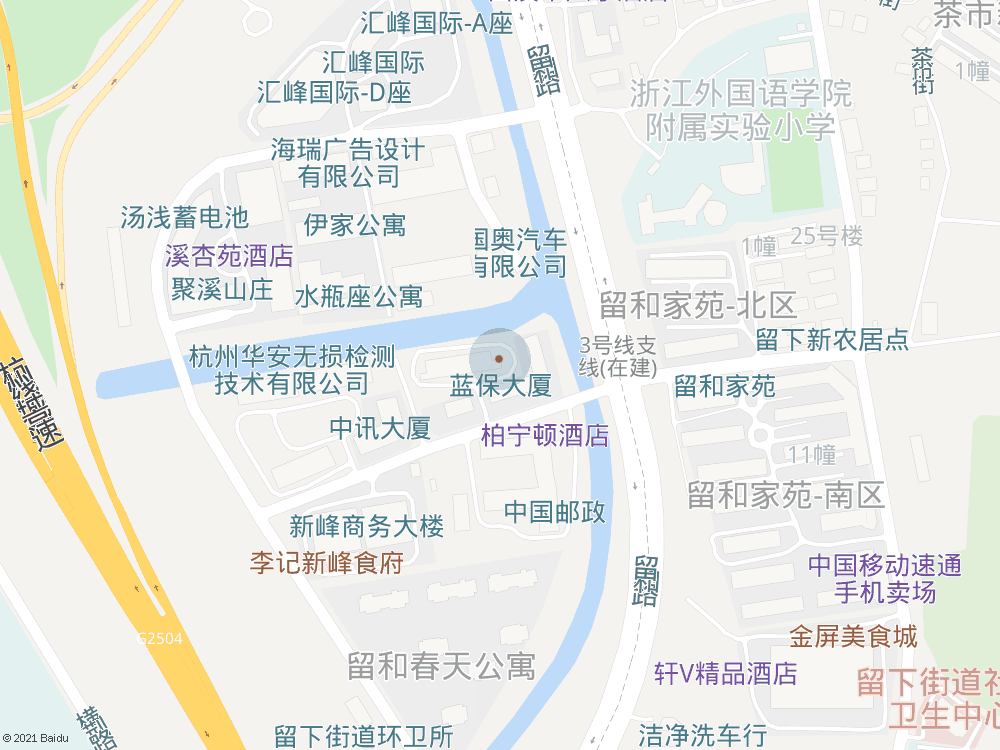 汇峰国际-A座
汇峰国际
汇峰国际-D座
浙江外国语学院
附属实验小学
茶市街
1幢
海瑞广告设计
有限公司
汤浅蓄电池
伊家公寓
溪杏苑酒店
国奥汽车
有限公司
1幢
25号楼
聚溪山庄
水瓶座公寓
留和家苑-北区
3号线支
线(在建)
留下新农居点
杭州华安无损检测
技术有限公司
蓝保大厦
留和家苑
杭绕高速
中讯大厦
柏宁顿酒店
11幢
留和家苑-南区
新峰商务大楼
中国邮政
李记新峰食府
中国移动速通
手机卖场
G2504
金屏美食城
留和春天公寓
轩V精品酒店
留下街道社
卫生中心
留下街道环卫所
洁净洗车行
© 2021 Baidu